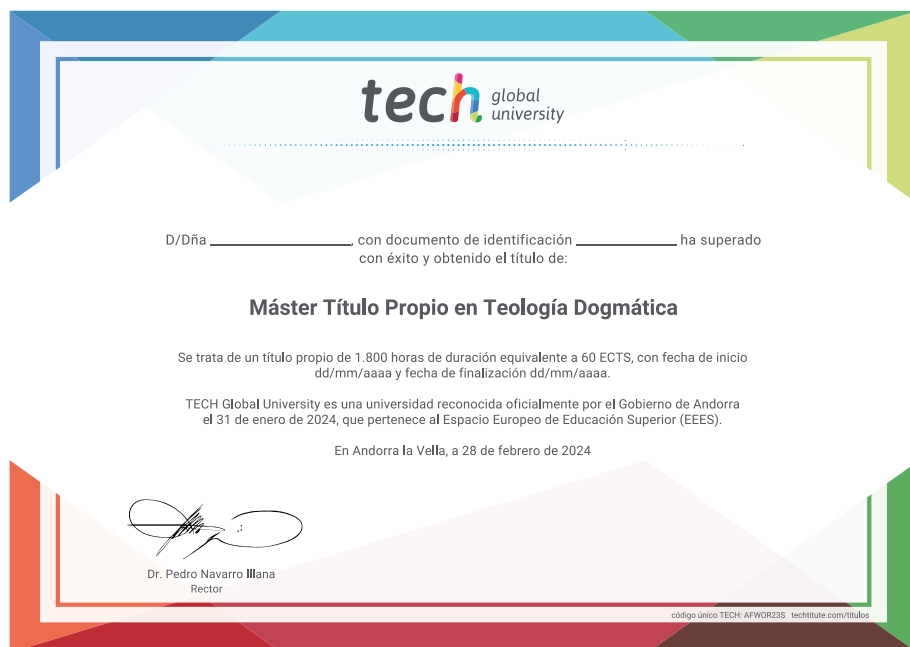 tech global university
D/Dña ____________, con documento de identificación ____________ ha superado
con éxito y obtenido el título de:
Máster Título Propio en Teología Dogmática
Se trata de un título propio de 1.800 horas de duración equivalente a 60 ECTS, con fecha de inicio
dd/mm/aaaa y fecha de finalización dd/mm/aaaa.
TECH Global University es una universidad reconocida oficialmente por el Gobierno de Andorra
el 31 de enero de 2024, que pertenece al Espacio Europeo de Educación Superior (EEES).
En Andorra la Vella, a 28 de febrero de 2024
Dr. Pedro Navarro Illana
Rector
código único TECH: AFWOR23S techtitute.com/titulos